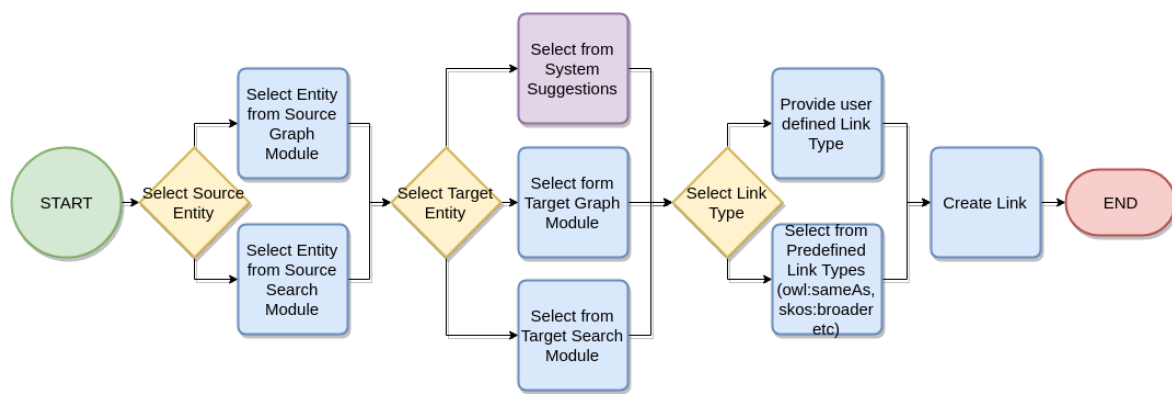 START
Select Source
Entity
Select Entity
from Source
Graph
Module
Select Entity
from Source
Search
Module
Select Target
Entity
Select from
System
Suggestions
Select form
Target Graph
Module
Select from
Target Search
Module
Select Link
Type
Provide user
defined Link
Type
Select from
Predefined
Link Types
(owl:sameAs,
skos:broader
etc)
Create Link
END